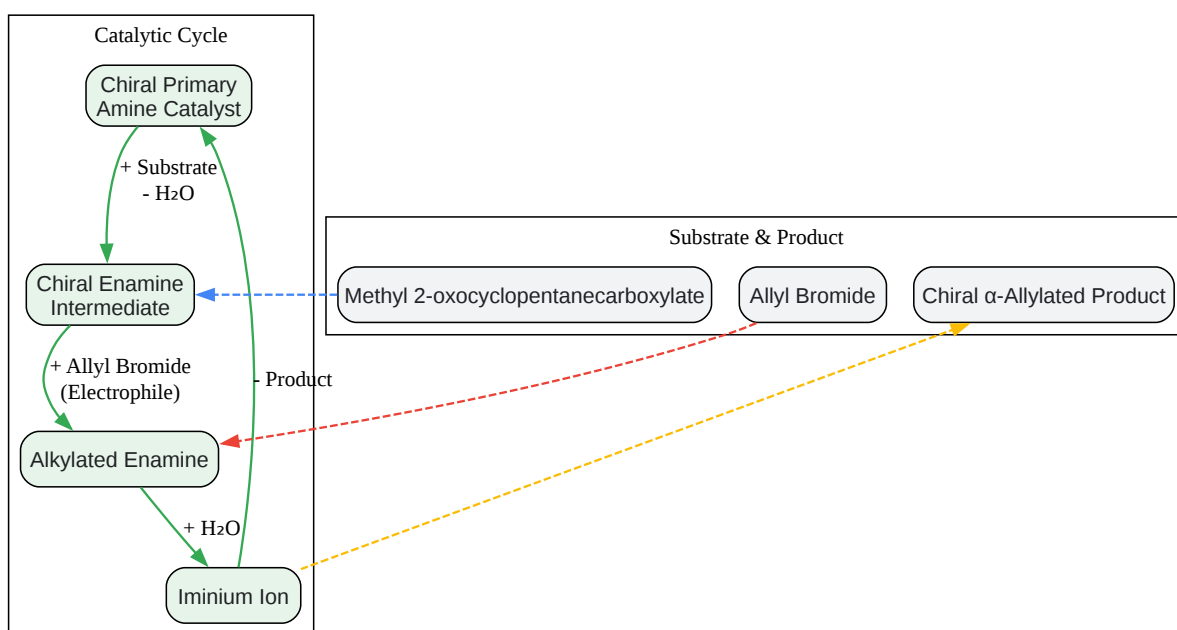 Catalytic Cycle
Chiral Primary
Amine Catalyst
+ Substrate
- H₂O
Substrate & Product
Chiral Enamine
Intermediate
Methyl 2-oxocyclopentanecarboxylate
Allyl Bromide
Chiral α-Allylated Product
+ Allyl Bromide
(Electrophile)
- Product
Alkylated Enamine
+ H₂O
Iminium Ion